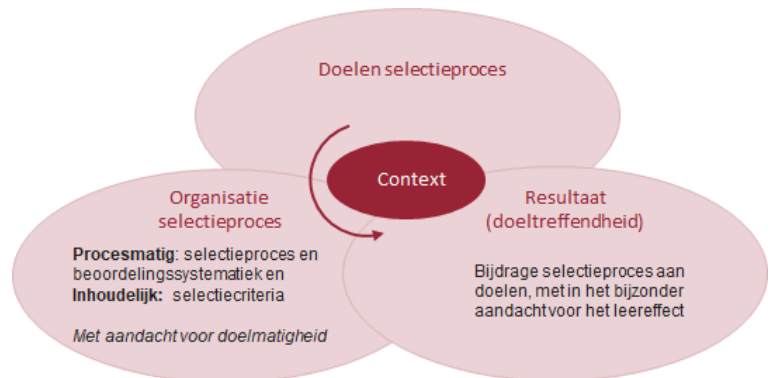 Doelen selectieproces
Context
Organisatie
selectieproces
Procesmatig: selectieproces en
beoordelingssystematiek en
Inhoudelijk: selectiecriteria
Met aandacht voor doelmatigheid
Resultaat
(doeltreffendheid)
Bijdrage selectieproces aan
doelen, met in het bijzonder
aandacht voor het leereffect